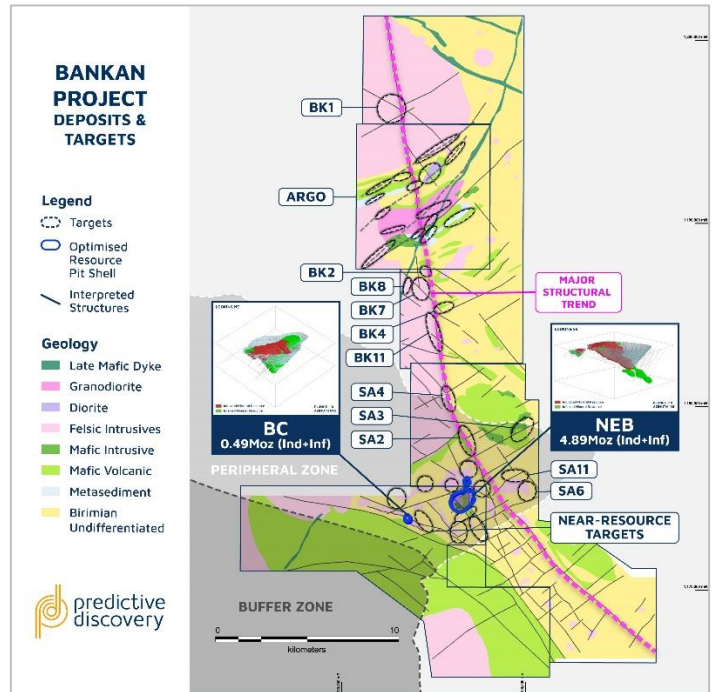 BANKAN
PROJECT
DEPOSITS &
TARGETS
Legend
Targets
Optimised
Resource
Pit Shell
Interpreted
Structures
Geology
Late Mafic Dyke
Granodiorite
Diorite
Felsic Intrusives
Mafic Intrusive
Mafic Volcanic
Metasediment
Birimian
Undifferentiated
predictive
discovery
BK1
ARGO
BK2
BK8
BK7
BK4
BK11
MAJOR
STRUCTURAL
TREND
SA4
SA3
SA2
BC
0.49Moz (Ind+Inf)
NEB
4.89Moz (Ind+Inf)
PERIPHERAL ZONE
SA11
SA6
NEAR-RESOURCE
TARGETS
BUFFER ZONE
0
10
kilometers